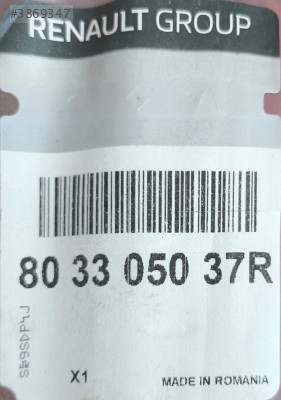 #3869347
RENAULT GROUP
80 33 050 37R
X1
MADE IN ROMANIA